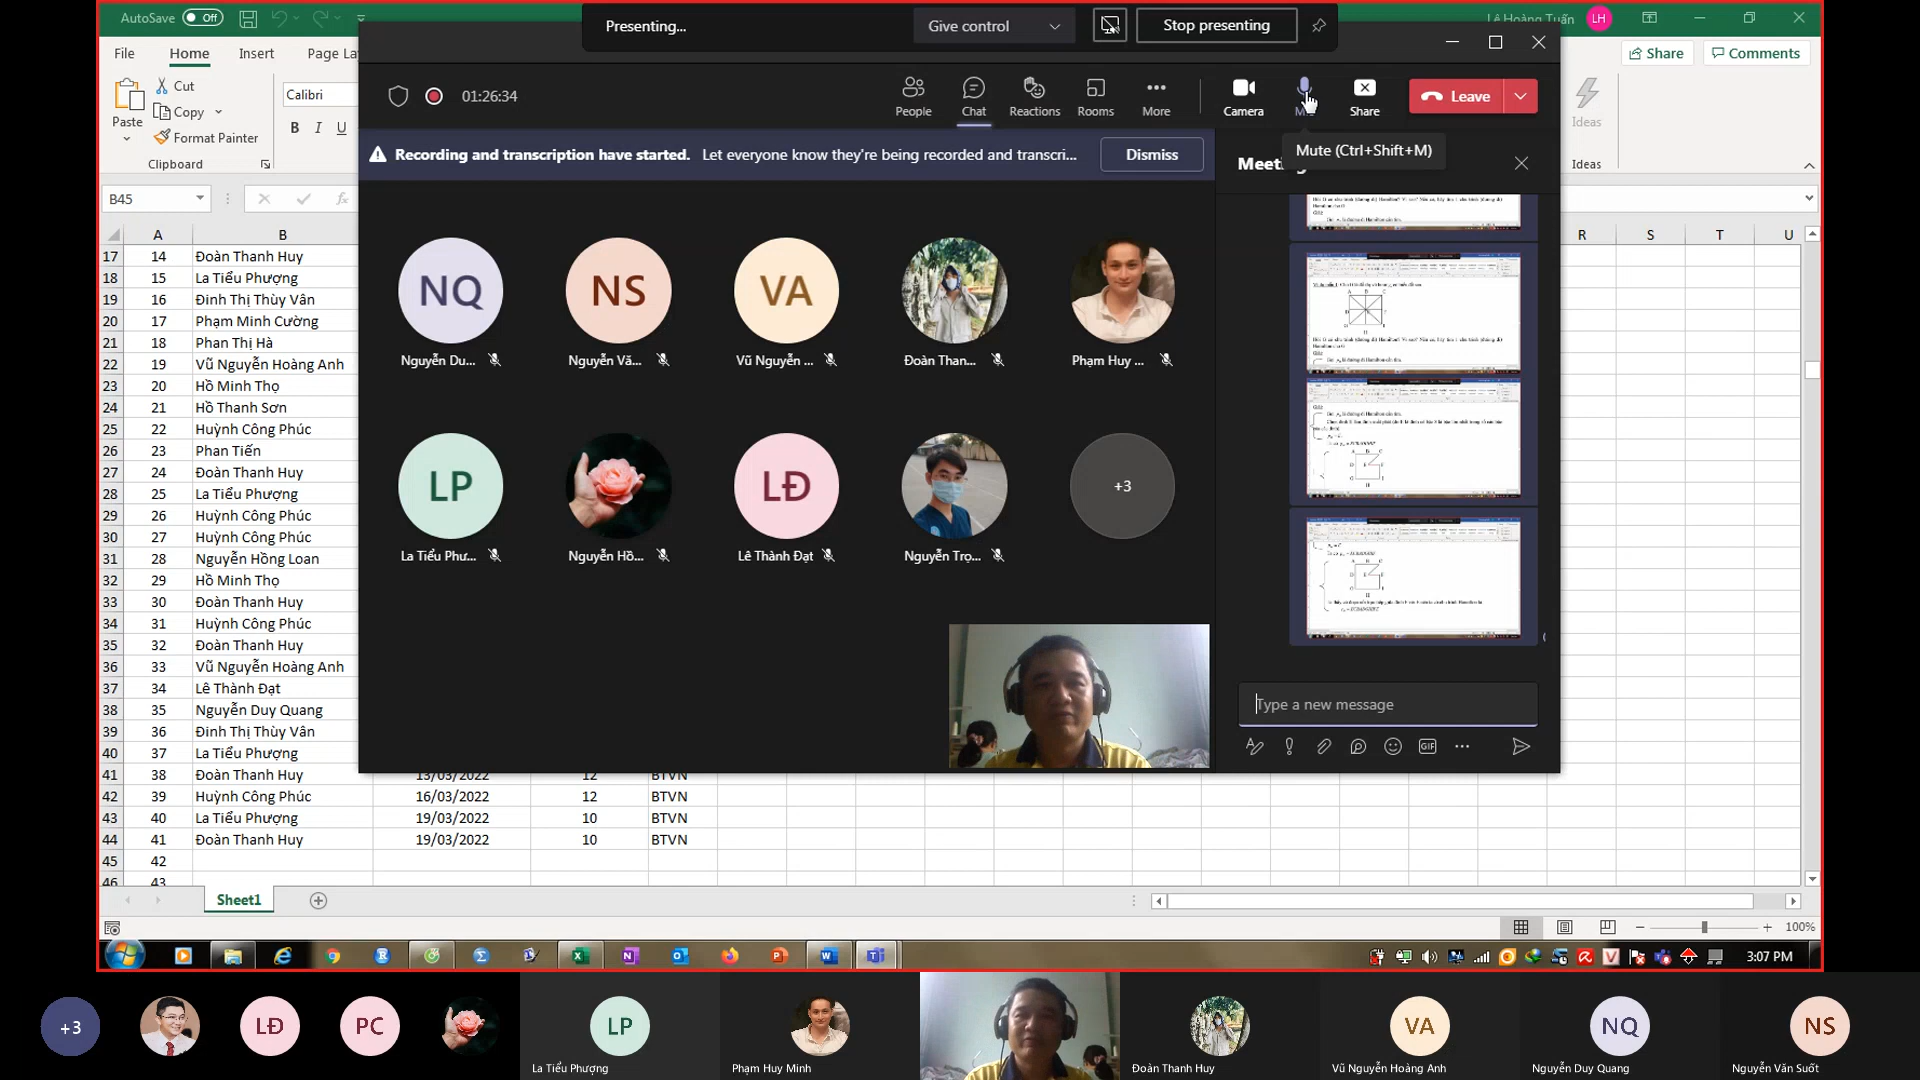 AutoSave Off
Presenting...
Give control
Stop presenting
Lê Hoàng Tuấn
LH
File
Home
Insert
Page La
Share
Comments
Cut
Copy
Format Painter
Paste
Clipboard
Calibri
B I U
Ideas
Ideas
01:26:34
People
Chat
Reactions
Rooms
More
Camera
Share
Leave
Mute (Ctrl+Shift+M)
Recording and transcription have started. Let everyone know they're being recorded and transcri...
Dismiss
B45
fx
A
B
R
S
T
U
17 14 Đoàn Thanh Huy
18 15 La Tiểu Phượng
19 16 Đinh Thị Thùy Vân
20 17 Phạm Minh Cường
21 18 Phan Thị Hà
22 19 Vũ Nguyễn Hoàng Anh
23 20 Hồ Minh Thọ
24 21 Hồ Thanh Sơn
25 22 Huỳnh Công Phúc
26 23 Phan Tiến
27 24 Đoàn Thanh Huy
28 25 La Tiểu Phượng
29 26 Huỳnh Công Phúc
30 27 Huỳnh Công Phúc
31 28 Nguyễn Hồng Loan
32 29 Hồ Minh Thọ
33 30 Đoàn Thanh Huy
34 31 Huỳnh Công Phúc
35 32 Đoàn Thanh Huy
36 33 Vũ Nguyễn Hoàng Anh
37 34 Lê Thành Đạt
38 35 Nguyễn Duy Quang
39 36 Đinh Thị Thùy Vân
40 37 La Tiểu Phượng
41 38 Đoàn Thanh Huy 13/03/2022 12 BTVN
42 39 Huỳnh Công Phúc 16/03/2022 12 BTVN
43 40 La Tiểu Phượng 19/03/2022 10 BTVN
44 41 Đoàn Thanh Huy 19/03/2022 10 BTVN
45 42
46 43
NQ
NS
VA
Nguyễn Du...
Nguyễn Vă...
Vũ Nguyễn ...
Đoàn Than...
Phạm Huy ...
LP
LĐ
+3
La Tiểu Phư...
Nguyễn Hồ...
Lê Thành Đạt
Nguyễn Trọ...
Type a new message
GIF
Sheet1
100%
3:07 PM
+3
LĐ
PC
LP
VA
NQ
NS
La Tiểu Phượng
Phạm Huy Minh
Đoàn Thanh Huy
Vũ Nguyễn Hoàng Anh
Nguyễn Duy Quang
Nguyễn Văn Suốt